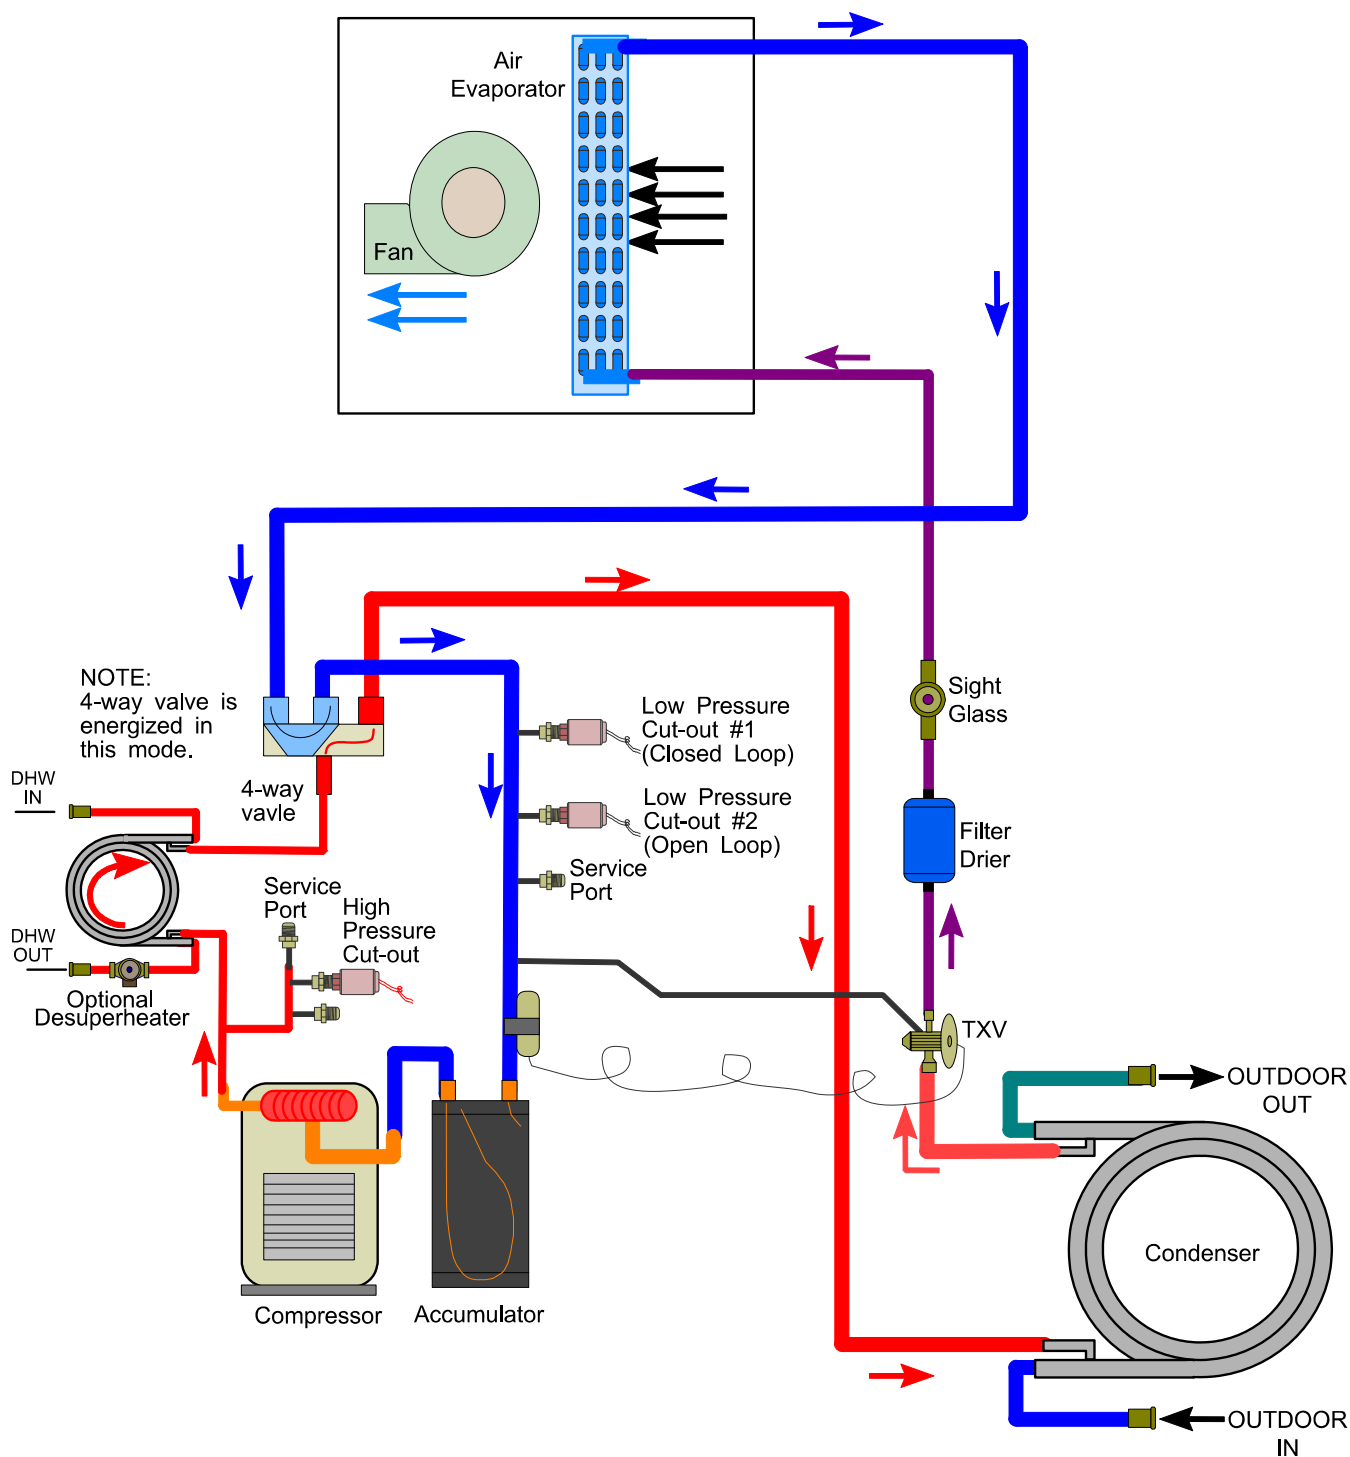 Air
Evaporator
Fan
NOTE:
4-way valve is
energized in
this mode.
4-way
vavle
Low Pressure
Cut-out #1
(Closed Loop)
Low Pressure
Cut-out #2
(Open Loop)
Service
Port
Sight
Glass
Filter
Drier
DHW
IN
DHW
OUT
Optional
Desuperheater
Service
Port
High
Pressure
Cut-out
TXV
OUTDOOR
OUT
Condenser
OUTDOOR
IN
Compressor
Accumulator